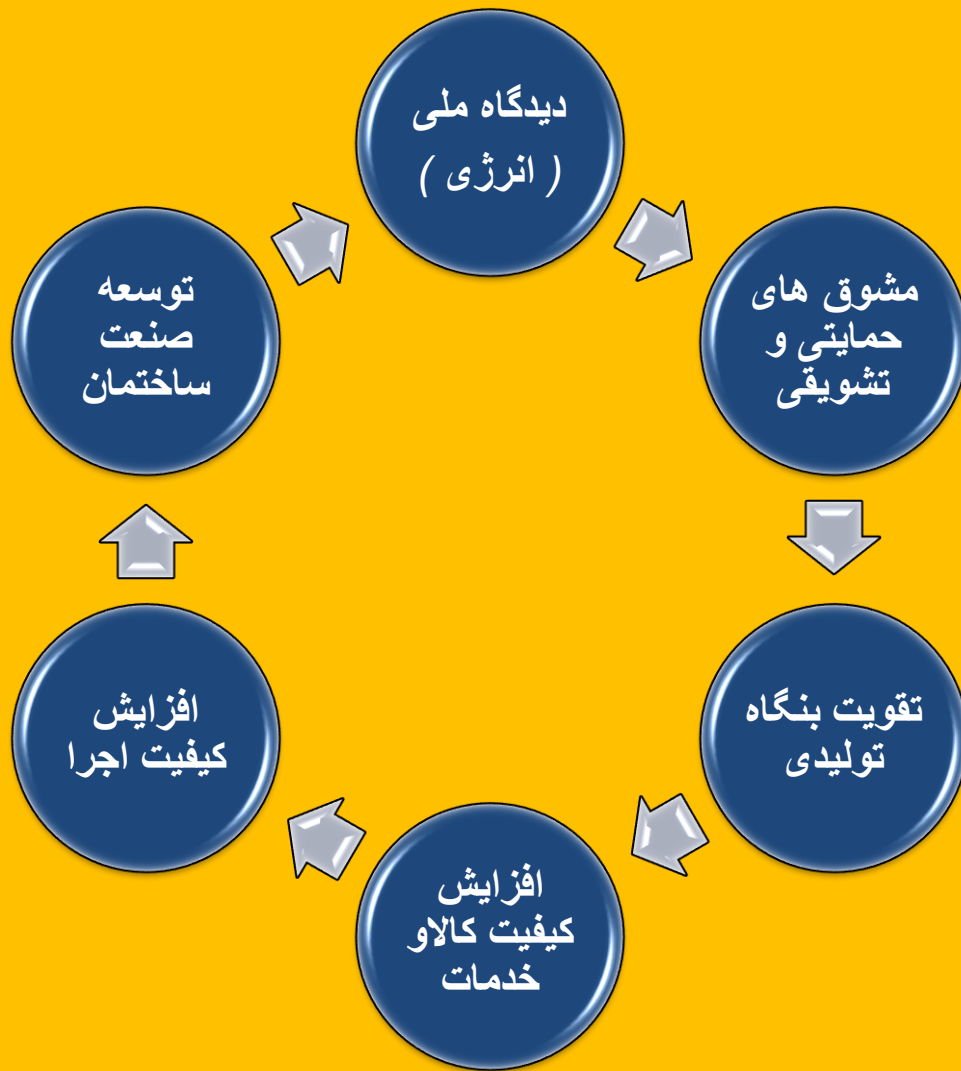 دیدگاه ملی
( انرژی )
مشوق های
حمایتی و
تشویقی
تقویت بنگاه
تولیدی
افزایش
کیفیت کالاو
خدمات
افزایش
کیفیت اجرا
توسعه
صنعت
ساختمان